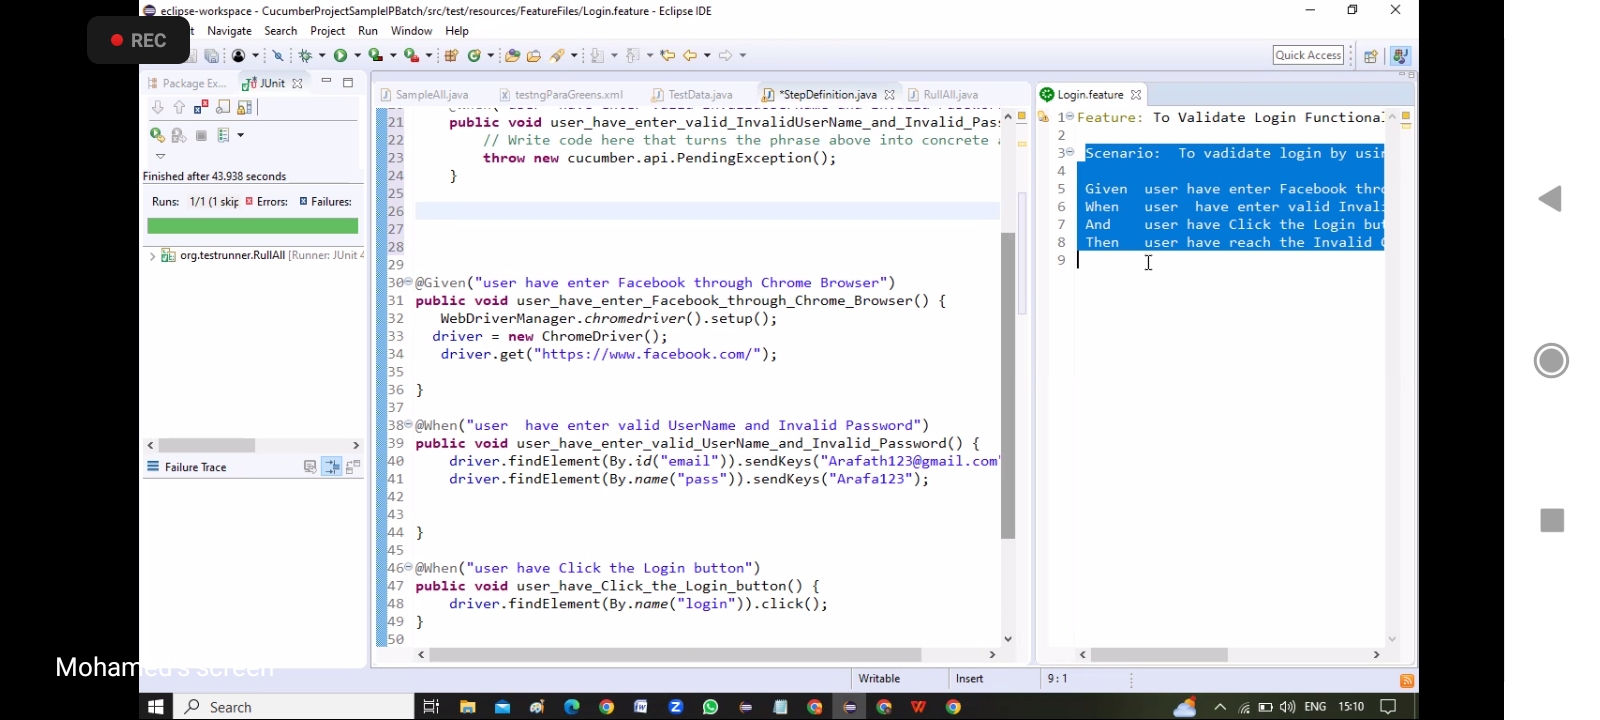 eclipse-workspace - CucumberProjectSampleIPBatch/src/test/resources/FeatureFiles/Login.feature - Eclipse IDE
REC
Navigate Search Project Run Window Help
Quick Access
Package Ex... JUnit
SampleAll.java testngParaGreens.xml TestData.java *StepDefinition.java RullAll.java
Login.feature
Finished after 43.938 seconds
Runs: 1/1 (1 skip Errors: Failures:
org.testrunner.RullAll [Runner: JUnit 4
Failure Trace
21 public void user_have_enter_valid_InvalidUserName_and_Invalid_Pas
22 // Write code here that turns the phrase above into concrete
23 throw new cucumber.api.PendingException();
24 }
25
26
27
28
29
30 @Given("user have enter Facebook through Chrome Browser")
31 public void user_have_enter_Facebook_through_Chrome_Browser() {
32 WebDriverManager.chromedriver().setup();
33 driver = new ChromeDriver();
34 driver.get("https://www.facebook.com/");
35
36 }
37
38 @When("user  have enter valid UserName and Invalid Password")
39 public void user_have_enter_valid_UserName_and_Invalid_Password() {
40 driver.findElement(By.id("email")).sendKeys("Arafath123@gmail.com"
41 driver.findElement(By.name("pass")).sendKeys("Arafa123");
42
43
44 }
45
46 @When("user have Click the Login button")
47 public void user_have_Click_the_Login_button() {
48 driver.findElement(By.name("login")).click();
49 }
50
1 Feature: To Validate Login Functional
2
3 Scenario:  To vadidate login by usin
4
5 Given  user have enter Facebook thro
6 When   user  have enter valid Invali
7 And    user have Click the Login but
8 Then   user have reach the Invalid
9
Mohamed's screen
Writable Insert 9 : 1
Search
ENG 15:10